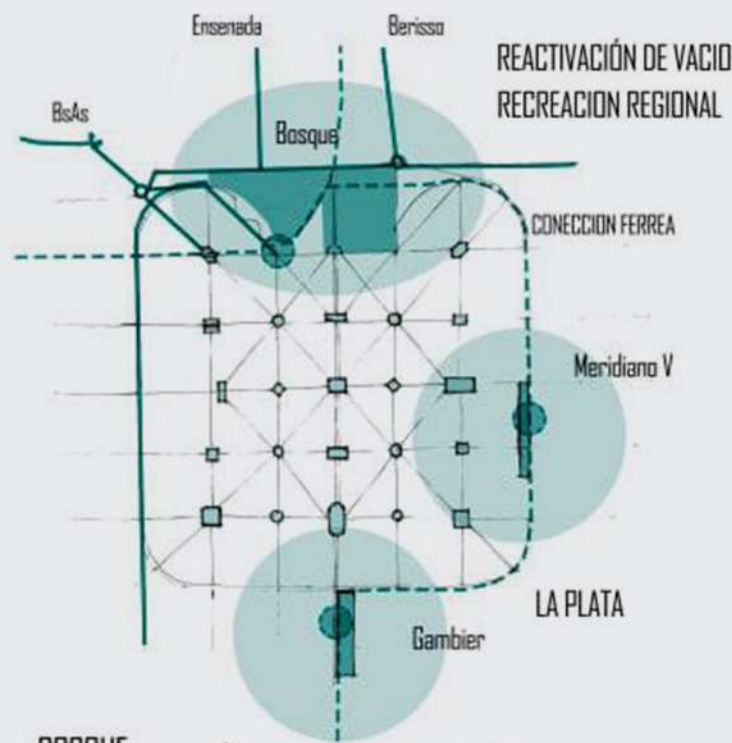 Ensenada
Berisso
REACTIVACIÓN DE VACIO
RECREACION REGIONAL
BsAs
Bosque
CONECCION FERREA
Meridiano V
LA PLATA
Gambier